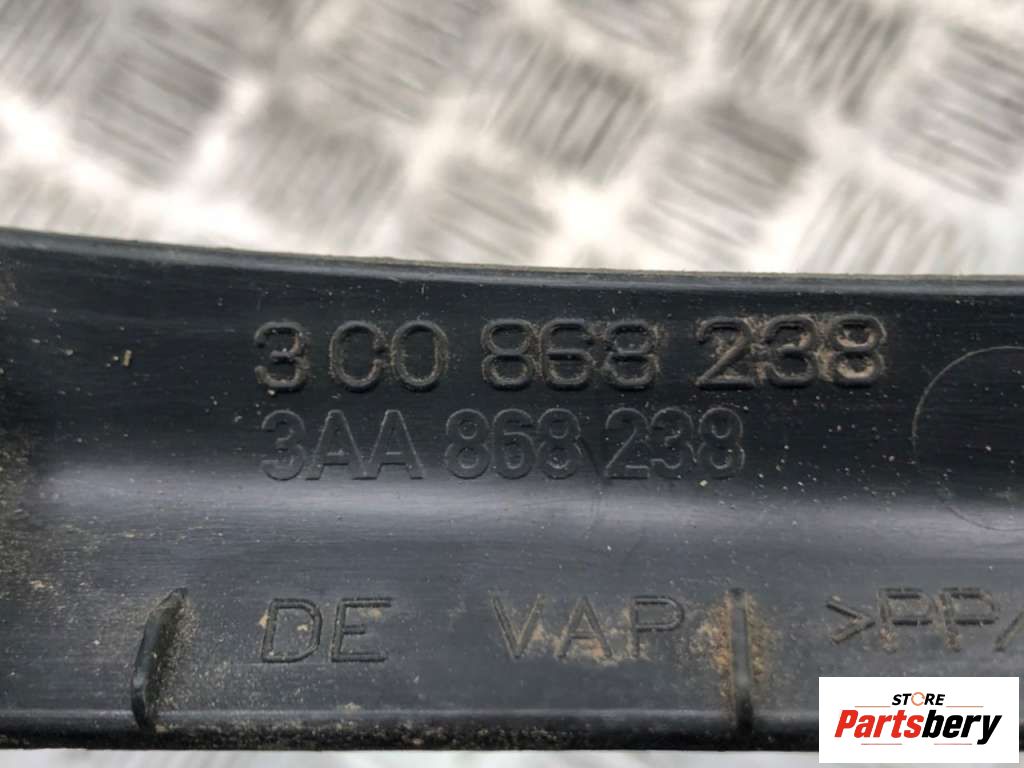 3C0 868 238
3AA 868 238
DE VAP >PP/
STORE
Partsbery